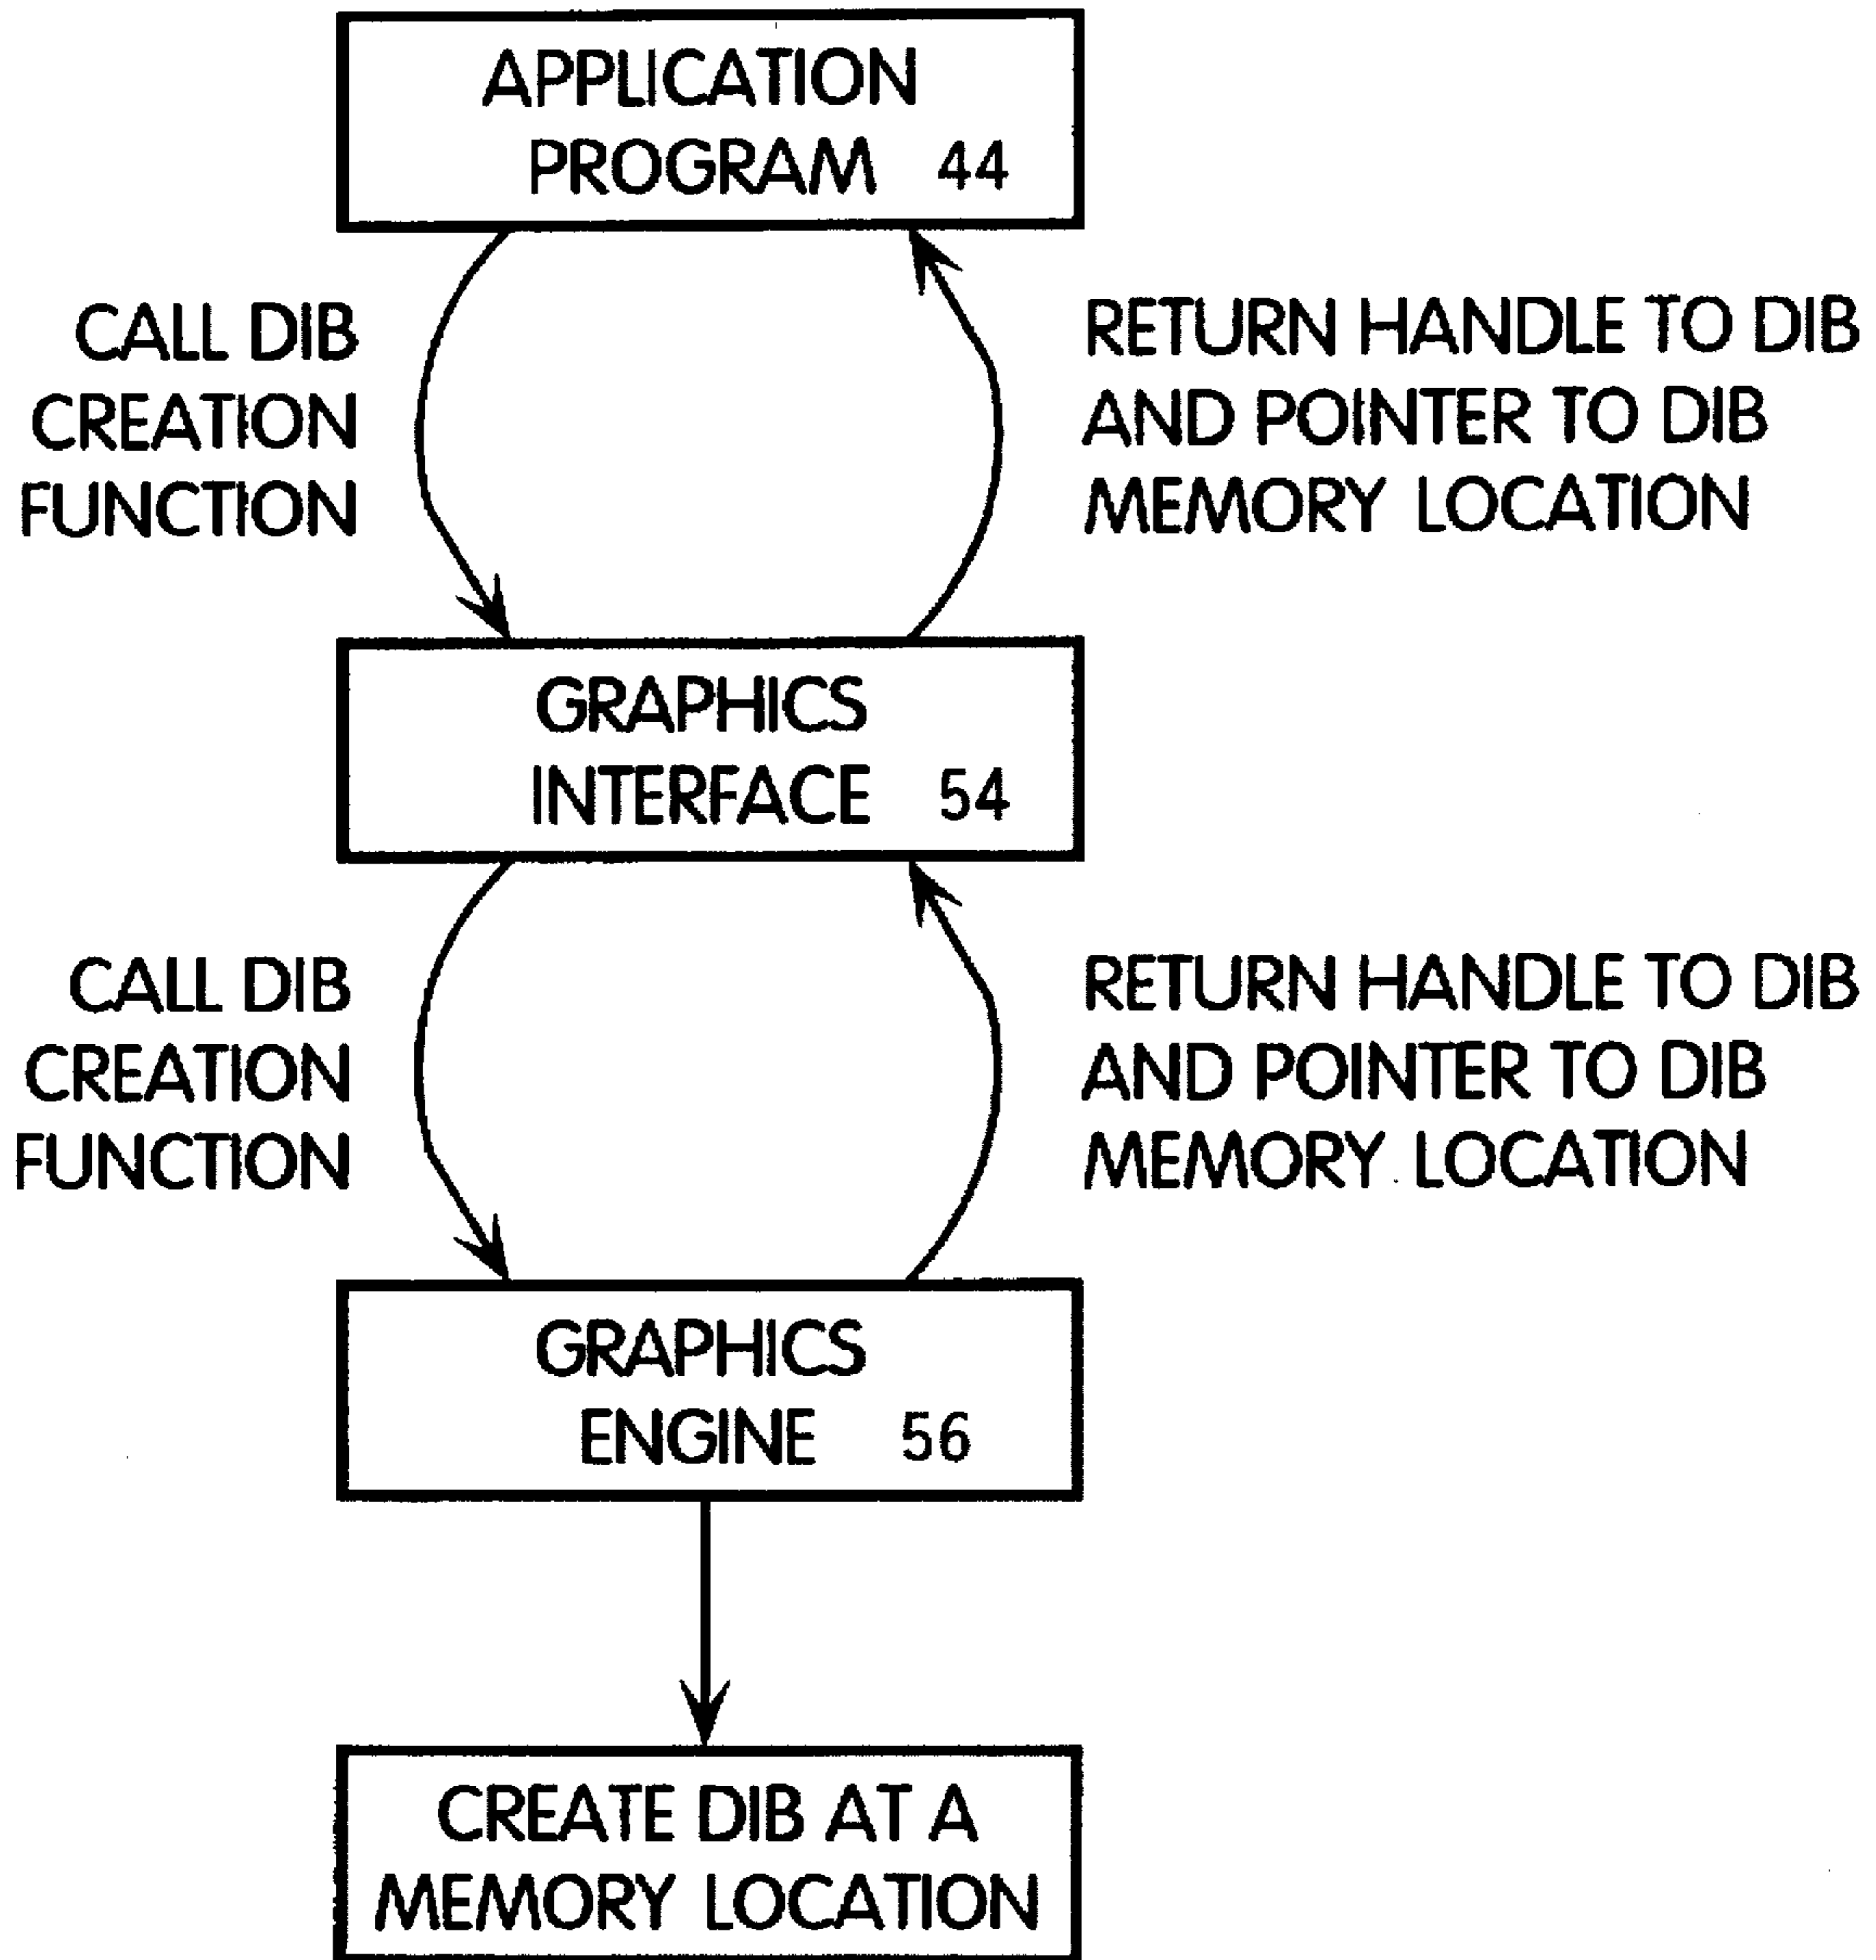 APPLICATION
PROGRAM 44
CALL DIB
CREATION
FUNCTION
RETURN HANDLE TO DIB
AND POINTER TO DIB
MEMORY LOCATION
GRAPHICS
INTERFACE 54
CALL DIB
CREATION
FUNCTION
RETURN HANDLE TO DIB
AND POINTER TO DIB
MEMORY LOCATION
GRAPHICS
ENGINE 56
CREATE DIB AT A
MEMORY LOCATION